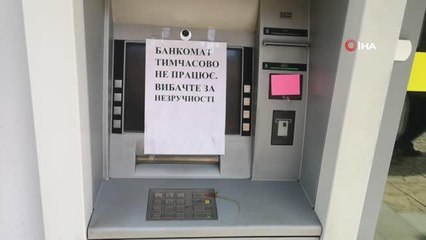 БАНКОМАТ
ТИМЧАСОВО
НЕ ПРАЦЮЄ.
ВИБАЧТЕ ЗА
НЕЗРУЧНОСТІ
İHA